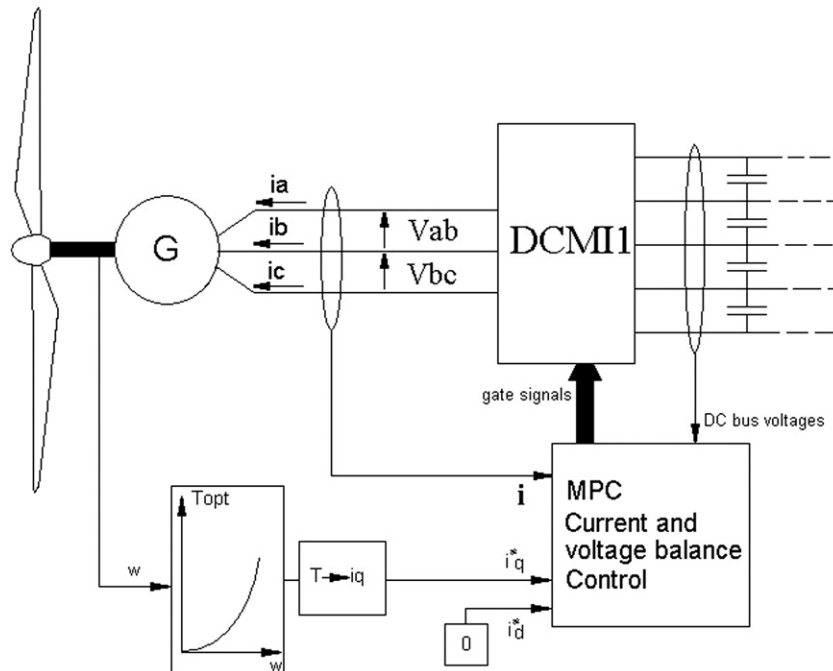 ia
ib
ic
G
Vab
Vbc
DCMI1
gate signals
DC bus voltages
i
MPC
Current and
voltage balance
Control
Topt
w
w
T iq
i*q
i*d
0